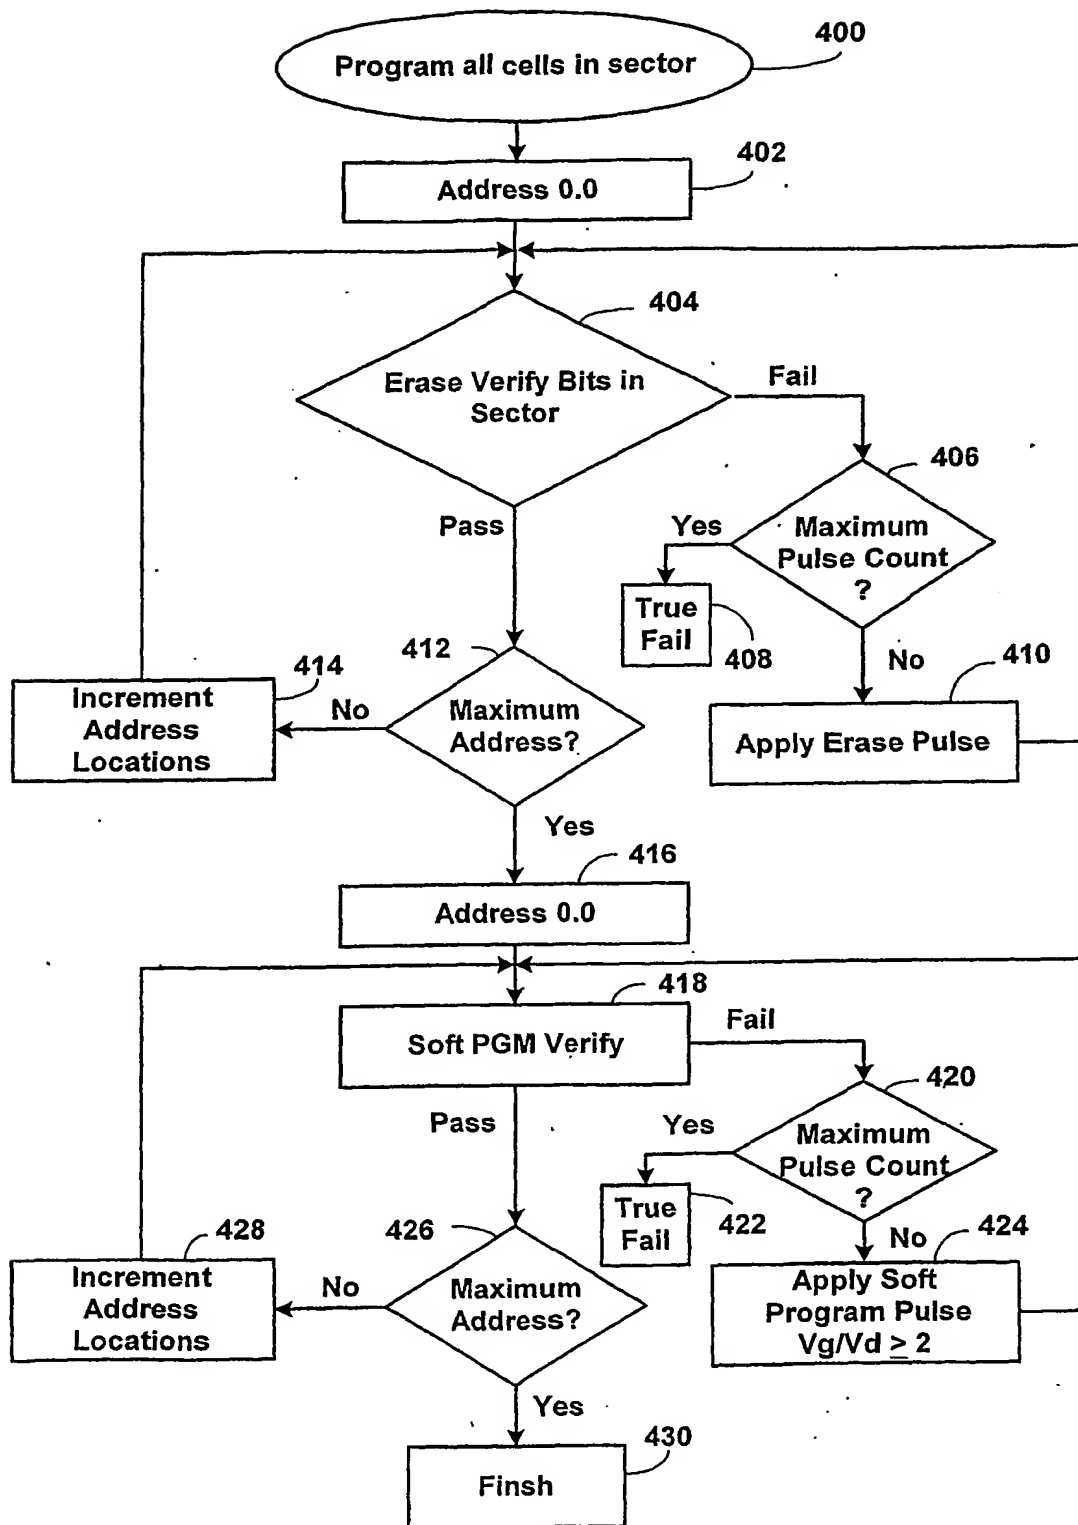 400
Program all cells in sector
402
Address 0.0
404
Erase Verify Bits in
Sector
Fail
406
Pass
Yes
Maximum
Pulse Count
?
True
Fail
408
412
No
410
414
Increment
Address
Locations
No
Maximum
Address?
Apply Erase Pulse
Yes
416
Address 0.0
418
Soft PGM Verify
Fail
420
Pass
Yes
Maximum
Pulse Count
?
True
Fail
422
426
428
No
424
Increment
Address
Locations
No
Maximum
Address?
Apply Soft
Program Pulse
Vg/Vd ≥ 2
Yes
430
Finsh